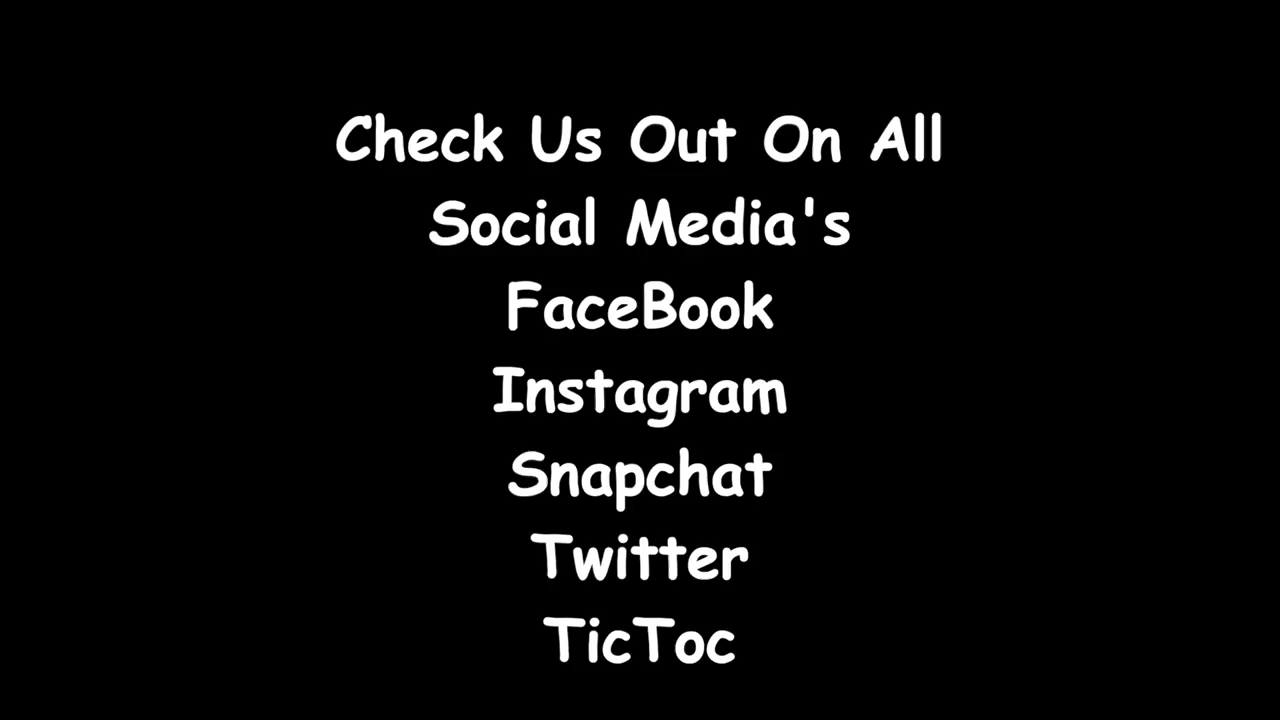 Check Us Out On All
Social Media's
FaceBook
Instagram
Snapchat
Twitter
TicToc